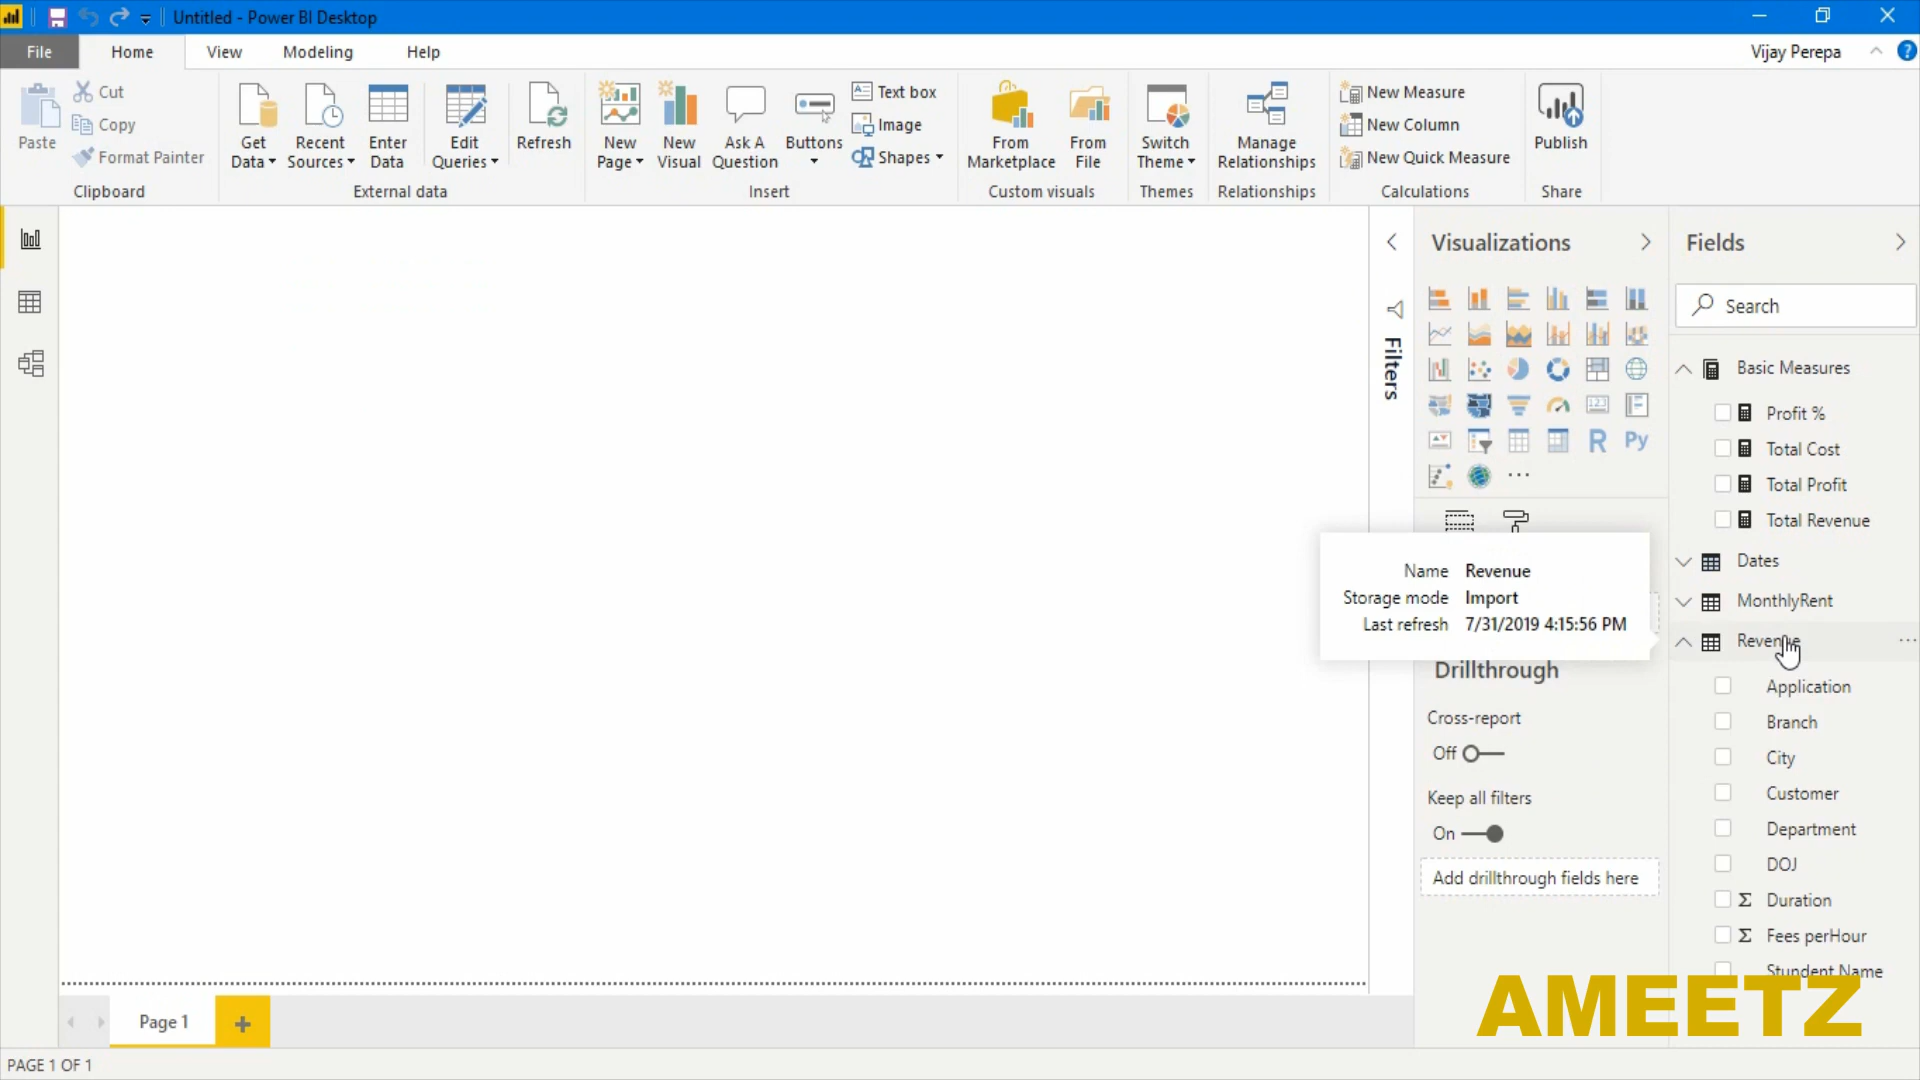 Untitled - Power BI Desktop
File
Home
View
Modeling
Help
Vijay Perepa
?
Paste
Cut
Copy
Format Painter
Clipboard
Get Data
Recent Sources
Enter Data
Edit Queries
Refresh
External data
New Page
New Visual
Ask A Question
Buttons
Text box
Image
Shapes
Insert
From Marketplace
From File
Custom visuals
Switch Theme
Themes
Manage Relationships
Relationships
New Measure
New Column
New Quick Measure
Calculations
Publish
Share
Filters
Visualizations
123
R
Py
Name Revenue
Storage mode Import
Last refresh 7/31/2019 4:15:56 PM
Drillthrough
Cross-report
Off
Keep all filters
On
Add drillthrough fields here
Fields
Search
Basic Measures
Profit %
Total Cost
Total Profit
Total Revenue
Dates
MonthlyRent
Revenue
Application
Branch
City
Customer
Department
DOJ
Σ Duration
Σ Fees perHour
Stundent Name
AMEETZ
Page 1
+
PAGE 1 OF 1